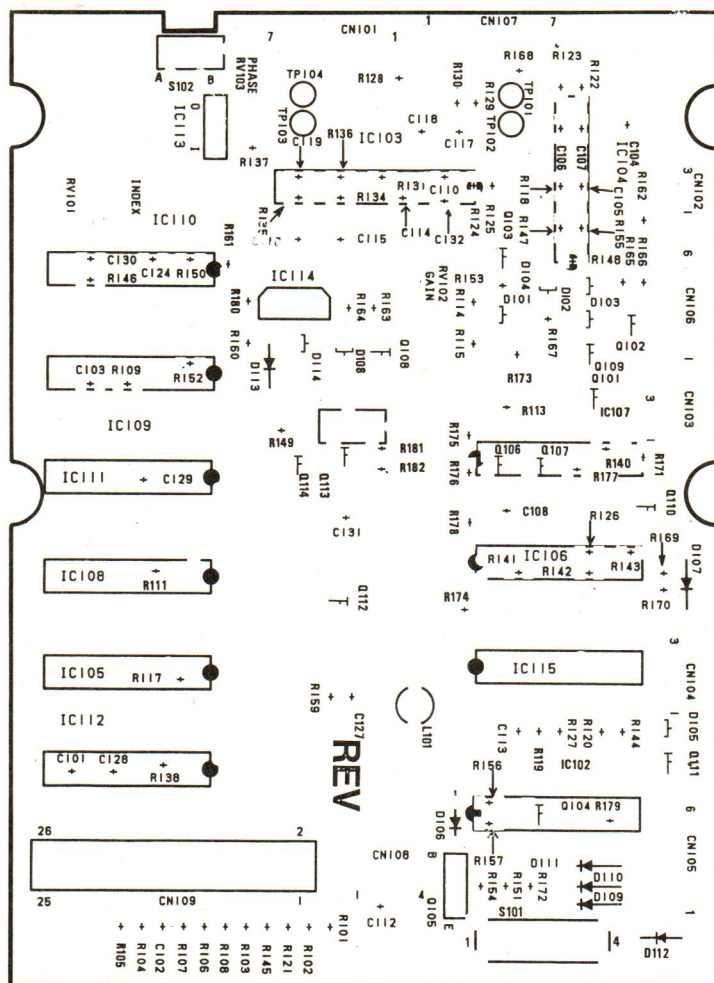 7 CN101 1
1 CN107 7
A B
S102
PHASE
RV103
TP104
TP103
R128
R130
R168
R123
R122
R129
TP101
TP102
IC113
0
1
R137
C119
R136
IC103
C118
C117
C106
C107
C104
IC104
R162
3
CN102
1
RV101
INDEX
IC110
R161
R134
R131
C110
C114
C132
R124
R125
R118
R147
Q103
C105
R155
R165
R166
R148
C115
C130
C124
R150
R146
IC114
R180
R164
R163
RV102
GAIN
R153
R114
D104
D101
D102
D103
6
CN106
1
Q102
R160
D113
D114
D108
Q108
R115
R167
Q109
Q101
C103
R109
R152
R173
IC107
3
CN103
1
IC109
R113
R149
R181
R182
R175
R176
Q106
Q107
R140
R177
R171
IC111
C129
Q114
Q113
C131
R178
C108
R126
Q110
R169
D107
IC108
R111
Q112
R141
IC106
R142
R143
R174
R170
IC105
R117
IC115
3
CN104
1
IC112
R159
C127
L101
C113
R119
R127
R120
R144
IC102
D105
Q111
C101
C128
R138
REV
R156
1
D106
Q104
R179
6
CN105
1
26 2
25 CN109 1
CN108
1 4
B
Q105
E
R157
R154
R151
R172
D111
D110
D109
S101
1 4
D112
C112
R101
R105
R104
C102
R107
R106
R108
R103
R145
R121
R102